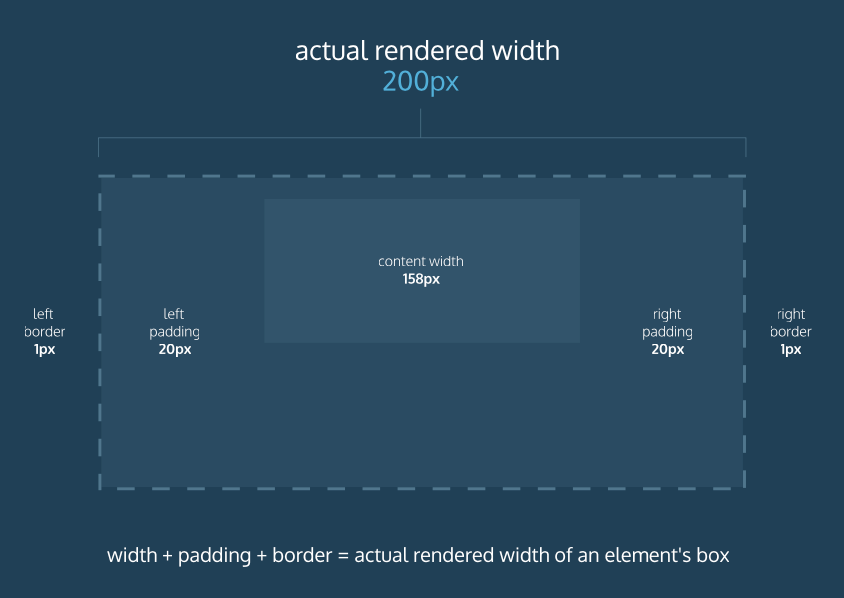 actual rendered width
200px
content width
158px
left
border
1px
left
padding
20px
right
padding
20px
right
border
1px
width + padding + border = actual rendered width of an element's box